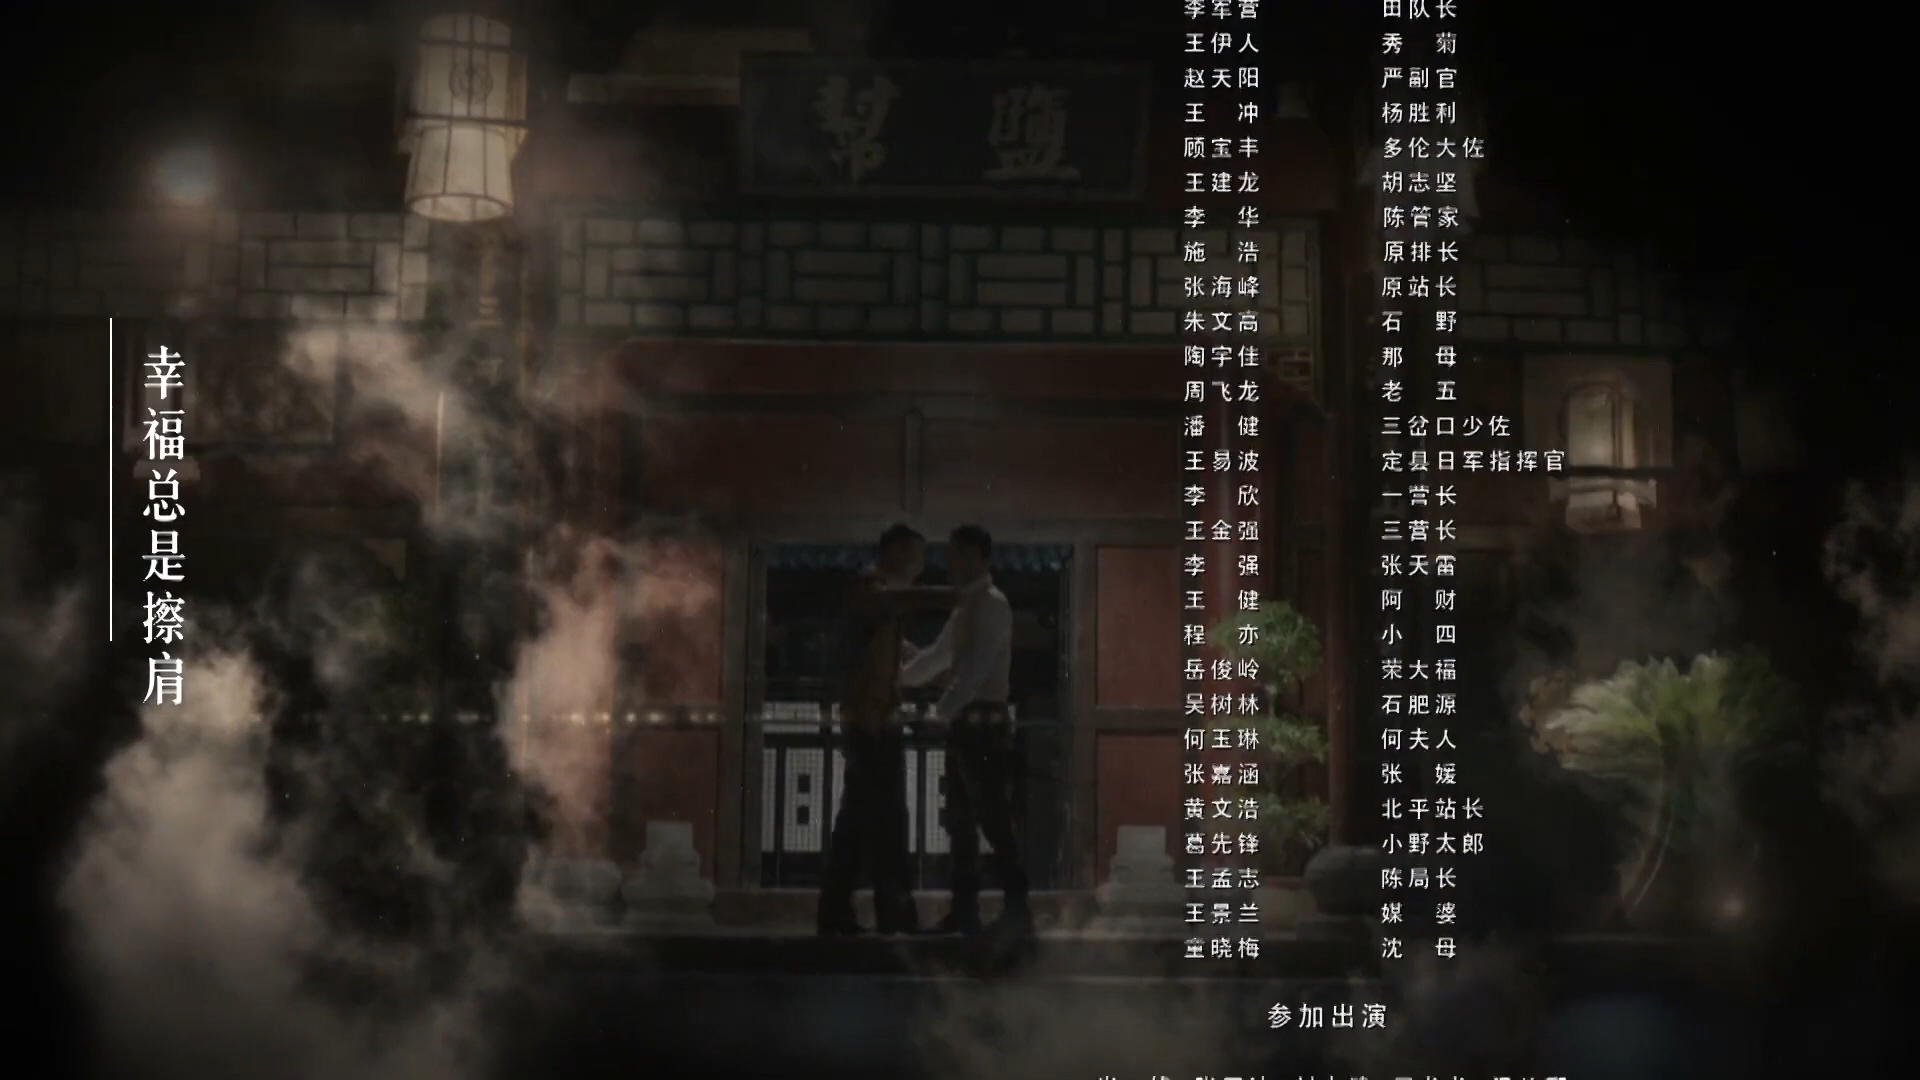 幫 鹽
幸福总是擦肩
李军营 田队长
王伊人 秀菊
赵天阳 严副官
王冲 杨胜利
顾宝丰 多伦大佐
王建龙 胡志坚
李华 陈管家
施浩 原排长
张海峰 原站长
朱文高 石野
陶宇佳 那母
周飞龙 老五
潘健 三岔口少佐
王易波 定县日军指挥官
李欣 一营长
王金强 三营长
李强 张天雷
王健 阿财
程亦 小四
岳俊岭 荣大福
吴树林 石肥源
何玉琳 何夫人
张嘉涵 张媛
黄文浩 北平站长
葛先锋 小野太郎
王孟志 陈局长
王景兰 媒婆
童晓梅 沈母
参加出演